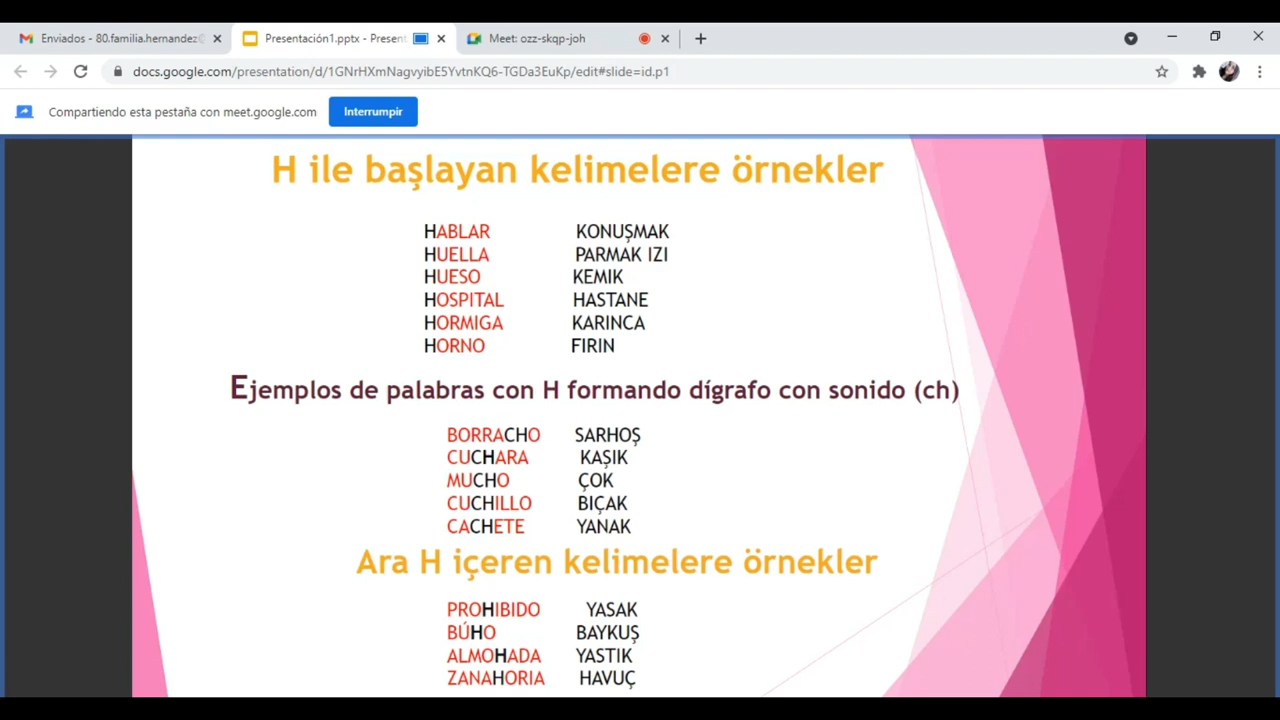 Enviados - 80.familia.hernandez@
Presentación1.pptx - Present
Meet: ozz-skqp-joh
docs.google.com/presentation/d/1GNrHXmNagvyibE5YvtnKQ6-TGDa3EuKp/edit#slide=id.p1
Compartiendo esta pestaña con meet.google.com Interrumpir
H ile başlayan kelimelere örnekler
HABLAR KONUŞMAK
HUELLA PARMAK IZI
HUESO KEMIK
HOSPITAL HASTANE
HORMIGA KARINCA
HORNO FIRIN
Ejemplos de palabras con H formando dígrafo con sonido (ch)
BORRACHO SARHOŞ
CUCHARA KAŞIK
MUCHO ÇOK
CUCHILLO BIÇAK
CACHETE YANAK
Ara H içeren kelimelere örnekler
PROHIBIDO YASAK
BÚHO BAYKUŞ
ALMOHADA YASTIK
ZANAHORIA HAVUÇ